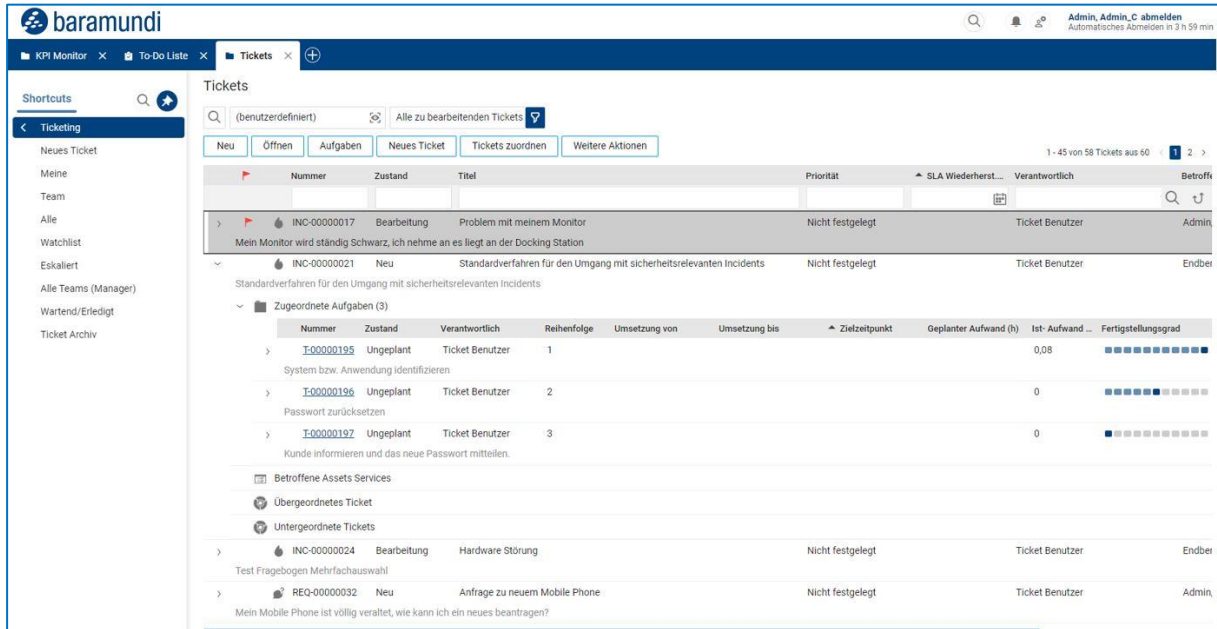 baramundi
Admin, Admin_C abmelden
Automatisches Abmelden in 3 h 59 min
KPI Monitor To-Do Liste Tickets
Shortcuts
Ticketing
Neues Ticket
Meine
Team
Alle
Watchlist
Eskaliert
Alle Teams (Manager)
Wartend/Erledigt
Ticket Archiv
Tickets
(benutzerdefiniert) Alle zu bearbeitenden Tickets
Neu Öffnen Aufgaben Neues Ticket Tickets zuordnen Weitere Aktionen
1 - 45 von 58 Tickets aus 60 < 1 2 >
Nummer Zustand Titel Priorität SLA Wiederherst... Verantwortlich Betroffe
INC-00000017 Bearbeitung Problem mit meinem Monitor Nicht festgelegt Ticket Benutzer Admin,
Mein Monitor wird ständig Schwarz, ich nehme an es liegt an der Docking Station
INC-00000021 Neu Standardverfahren für den Umgang mit sicherheitsrelevanten Incidents Nicht festgelegt Ticket Benutzer Endber
Standardverfahren für den Umgang mit sicherheitsrelevanten Incidents
Zugeordnete Aufgaben (3)
Nummer Zustand Verantwortlich Reihenfolge Umsetzung von Umsetzung bis Zielzeitpunkt Geplanter Aufwand (h) Ist- Aufwand ... Fertigstellungsgrad
T-00000195 Ungeplant Ticket Benutzer 1 0,08
System bzw. Anwendung identifizieren
T-00000196 Ungeplant Ticket Benutzer 2 0
Passwort zurücksetzen
T-00000197 Ungeplant Ticket Benutzer 3 0
Kunde informieren und das neue Passwort mitteilen.
Betroffene Assets Services
Übergeordnetes Ticket
Untergeordnete Tickets
INC-00000024 Bearbeitung Hardware Störung Nicht festgelegt Ticket Benutzer Endber
Test Fragebogen Mehrfachauswahl
REQ-00000032 Neu Anfrage zu neuem Mobile Phone Nicht festgelegt Ticket Benutzer Admin,
Mein Mobile Phone ist völlig veraltet, wie kann ich ein neues beantragen?